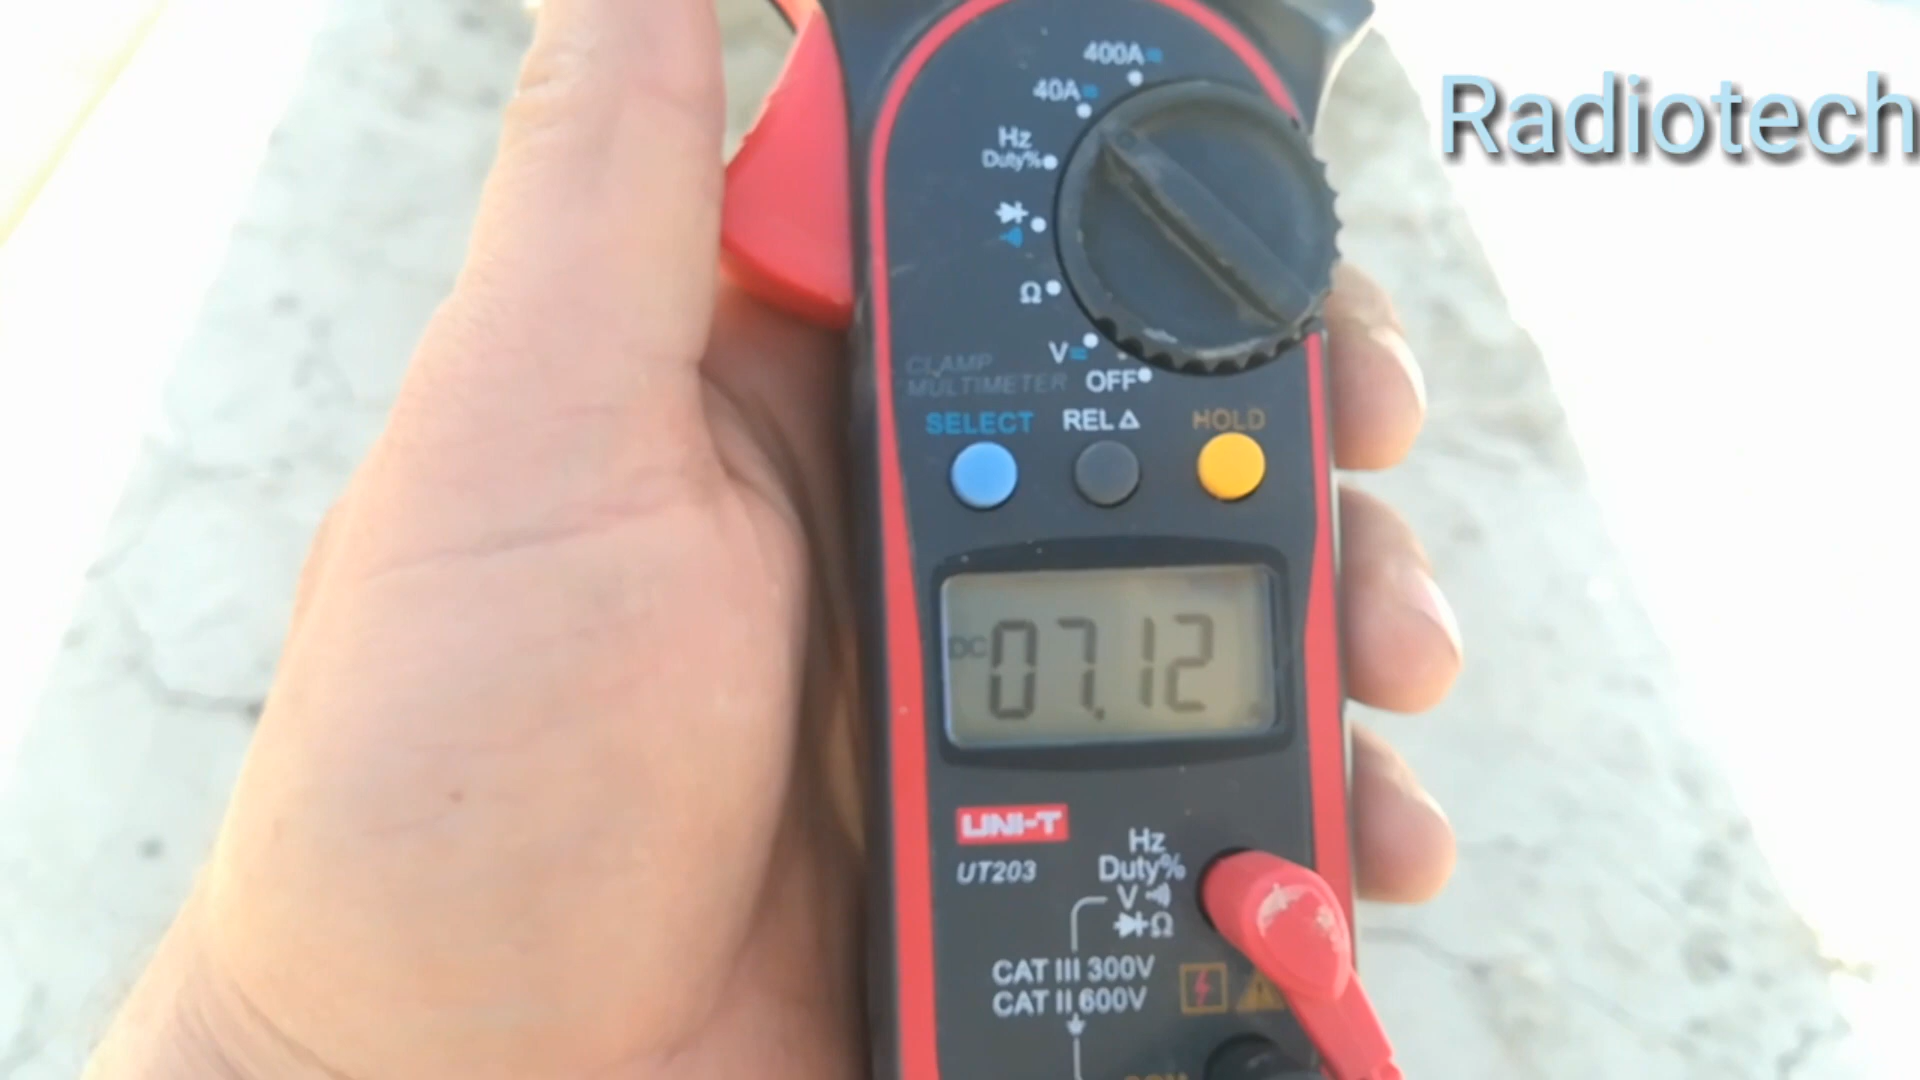 Radiotech
400A
40A
Hz
Duty%
Ω
V
OFF
CLAMP
MULTIMETER
SELECT REL △ HOLD
DC 07.12
UNI-T
UT203
Hz
Duty%
V
Ω
CAT III 300V
CAT II 600V